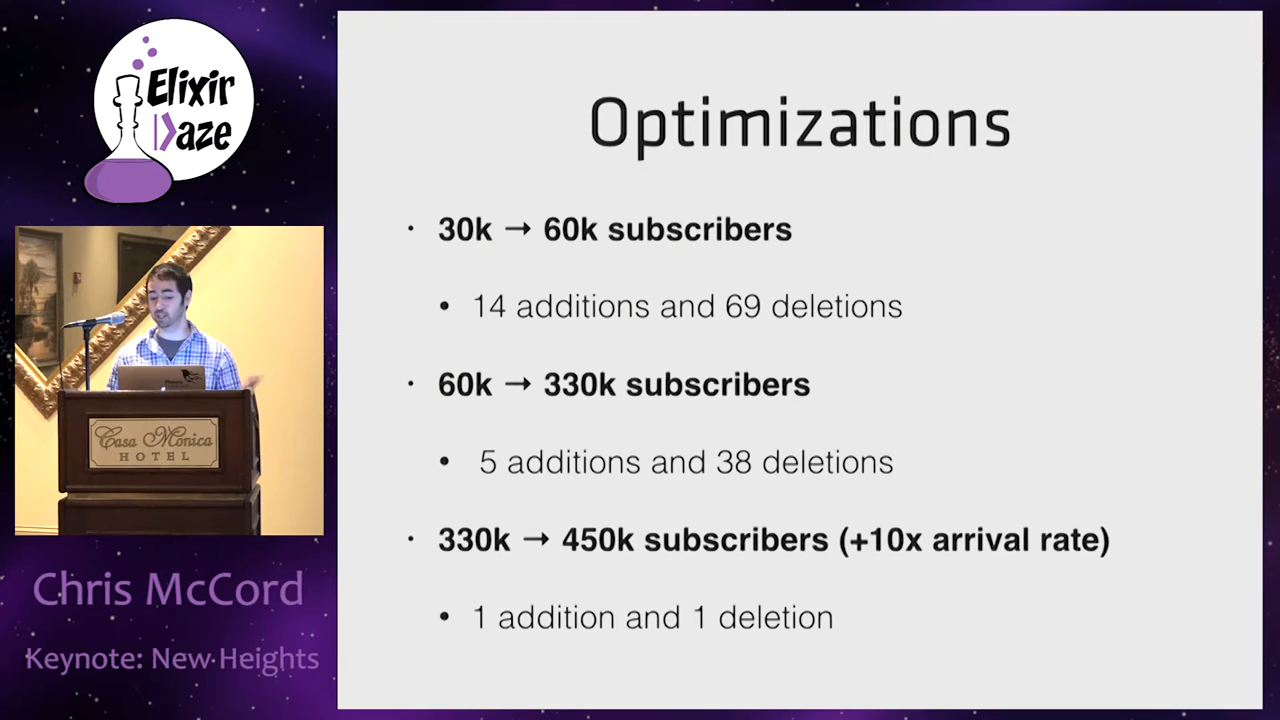 Elixir
Daze
Casa Monica
HOTEL
Chris McCord
Keynote: New Heights
Optimizations
· 30k → 60k subscribers
• 14 additions and 69 deletions
· 60k → 330k subscribers
• 5 additions and 38 deletions
· 330k → 450k subscribers (+10x arrival rate)
• 1 addition and 1 deletion